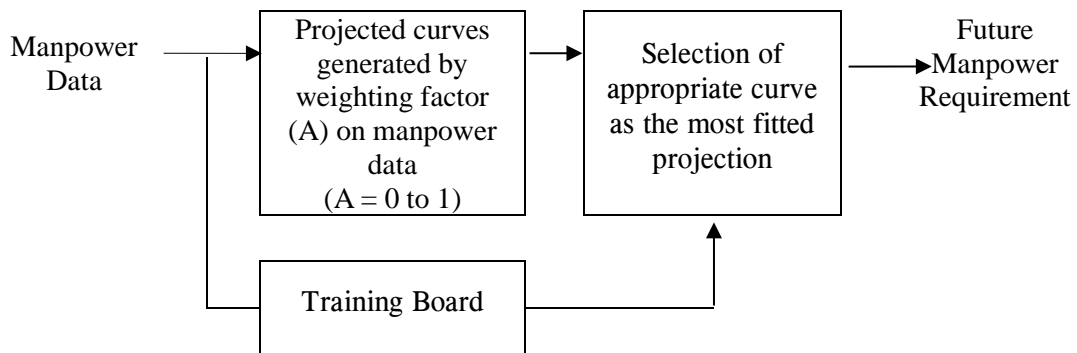 Manpower
Data
Projected curves
generated by
weighting factor
(A) on manpower
data
(A = 0 to 1)
Selection of
appropriate curve
as the most fitted
projection
Future
Manpower
Requirement
Training Board